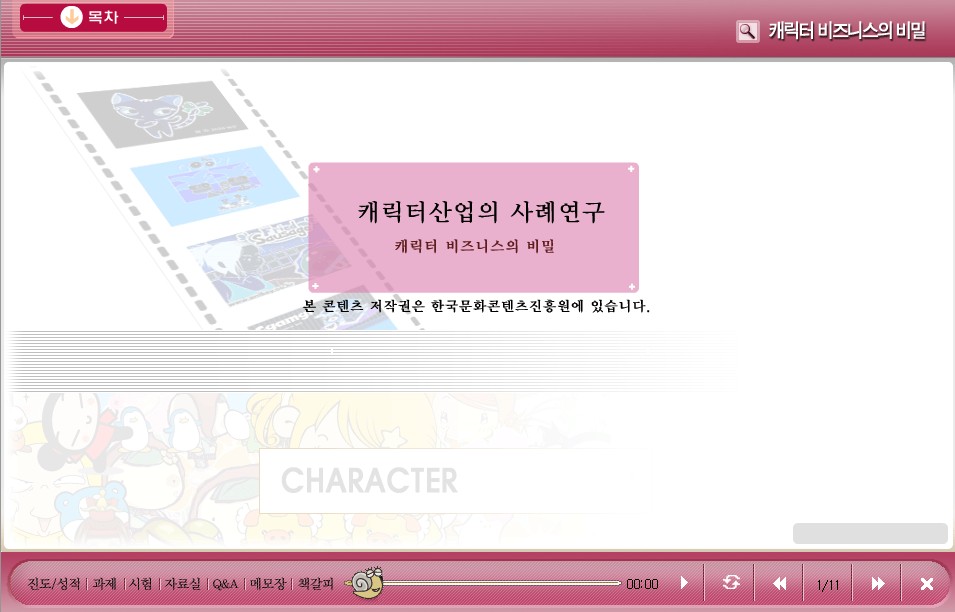 목차
캐릭터 비즈니스의 비밀
캐릭터산업의 사례연구
캐릭터 비즈니스의 비밀
본 콘텐츠 저작권은 한국문화콘텐츠진흥원에 있습니다.
CHARACTER
진도/성적 | 과제 | 시험 | 자료실 | Q&A | 메모장 | 책갈피
00:00
1/11